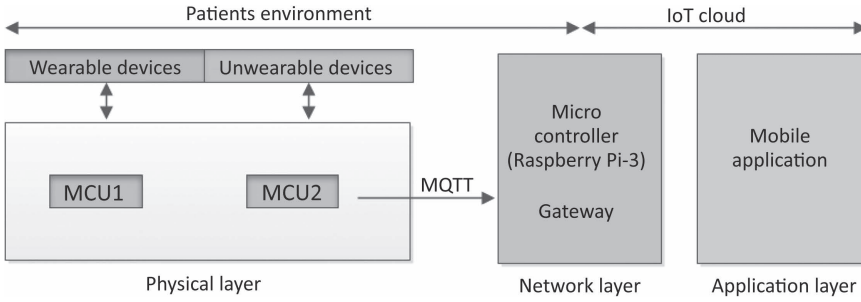 Patients environment
IoT cloud
Wearable devices
Unwearable devices
Micro
controller
(Raspberry Pi-3)
Gateway
Mobile
application
MCU1
MCU2
MQTT
Physical layer
Network layer
Application layer